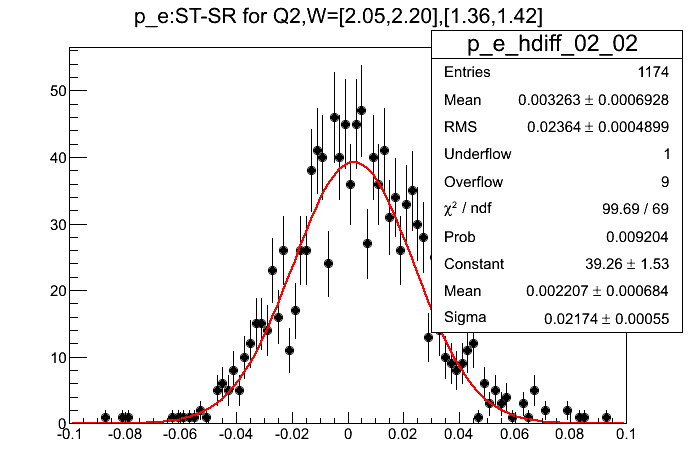 p_e:ST-SR for Q2,W=[2.05,2.20],[1.36,1.42]
p_e_hdiff_02_02
Entries 1174
Mean 0.003263 ± 0.0006928
RMS 0.02364 ± 0.0004899
Underflow 1
Overflow 9
χ² / ndf 99.69 / 69
Prob 0.009204
Constant 39.26 ± 1.53
Mean 0.002207 ± 0.000684
Sigma 0.02174 ± 0.00055
50
40
30
20
10
0
-0.1 -0.08 -0.06 -0.04 -0.02 0 0.02 0.04 0.06 0.08 0.1